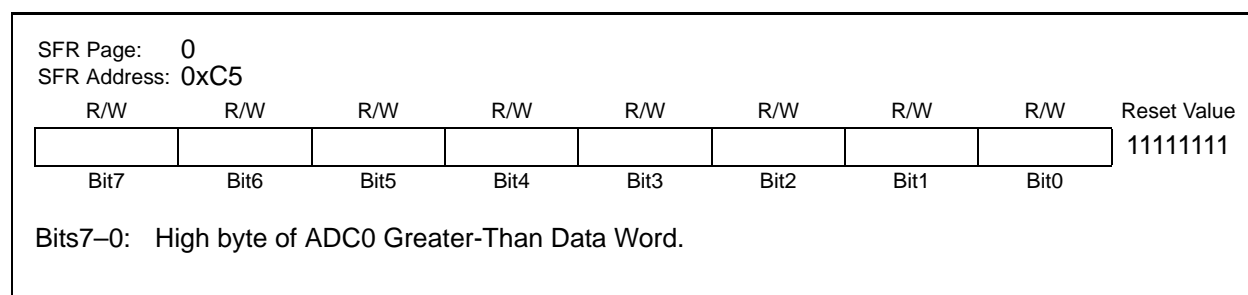 SFR Page: 0
SFR Address: 0xC5
R/W R/W R/W R/W R/W R/W R/W R/W Reset Value
11111111
Bit7 Bit6 Bit5 Bit4 Bit3 Bit2 Bit1 Bit0
Bits7–0: High byte of ADC0 Greater-Than Data Word.